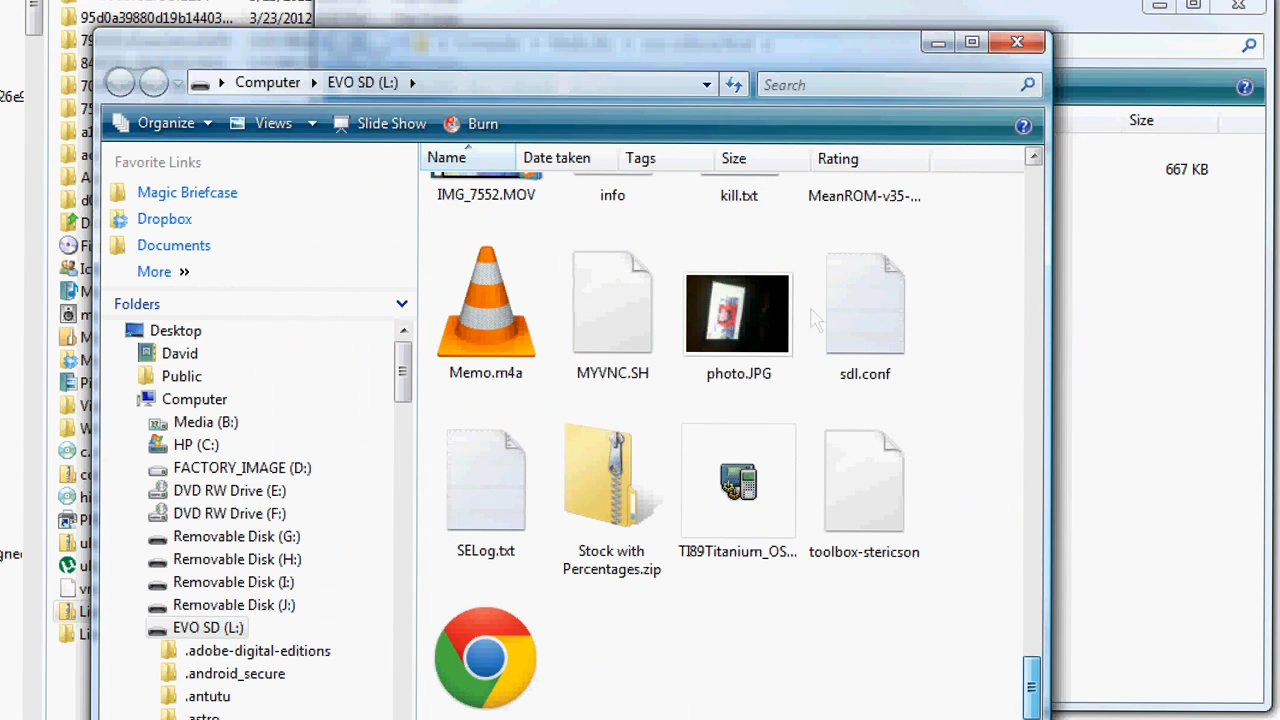 95d0a39880d19b14403... 3/23/2012
Computer EVO SD (L:)
Search
Organize Views Slide Show Burn
Favorite Links
Magic Briefcase
Dropbox
Documents
More »
Folders
Desktop
David
Public
Computer
Media (B:)
HP (C:)
FACTORY_IMAGE (D:)
DVD RW Drive (E:)
DVD RW Drive (F:)
Removable Disk (G:)
Removable Disk (H:)
Removable Disk (I:)
Removable Disk (J:)
EVO SD (L:)
.adobe-digital-editions
.android_secure
.antutu
.astro
Name Date taken Tags Size Rating
IMG_7552.MOV info kill.txt MeanROM-v35-...
Memo.m4a MYVNC.SH photo.JPG sdl.conf
SELog.txt Stock with TI89Titanium_OS... toolbox-stericson
Percentages.zip
Size
667 KB